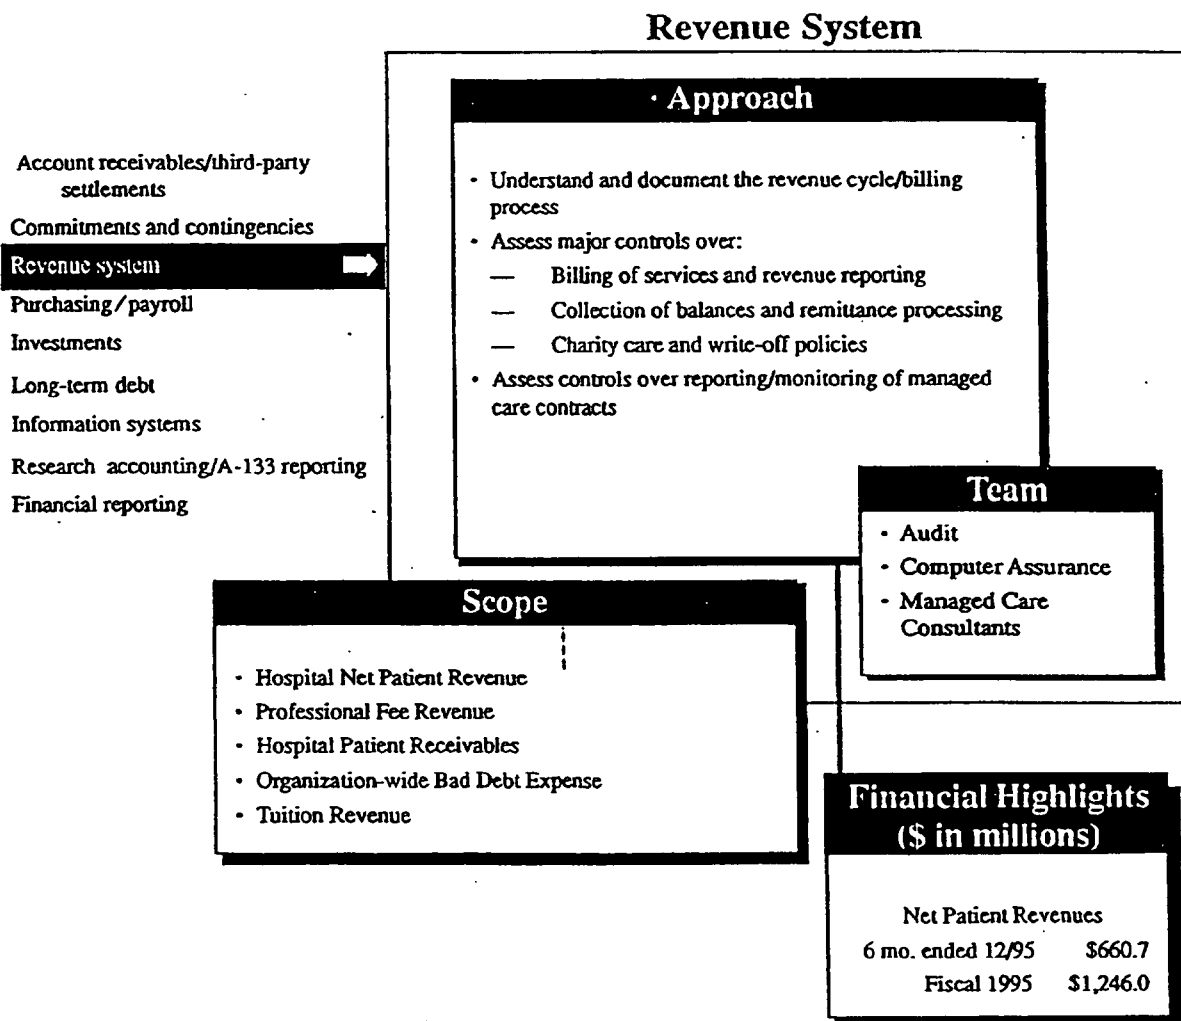 Revenue System
Account receivables/third-party
settlements
Commitments and contingencies
Revenue system
Purchasing/payroll
Investments
Long-term debt
Information systems
Research accounting/A-133 reporting
Financial reporting
· Approach
• Understand and document the revenue cycle/billing
process
• Assess major controls over:
— Billing of services and revenue reporting
— Collection of balances and remittance processing
— Charity care and write-off policies
• Assess controls over reporting/monitoring of managed
care contracts
Team
• Audit
• Computer Assurance
• Managed Care
Consultants
Scope
• Hospital Net Patient Revenue
• Professional Fee Revenue
• Hospital Patient Receivables
• Organization-wide Bad Debt Expense
• Tuition Revenue
Financial Highlights
($ in millions)
Net Patient Revenues
6 mo. ended 12/95 $660.7
Fiscal 1995 $1,246.0